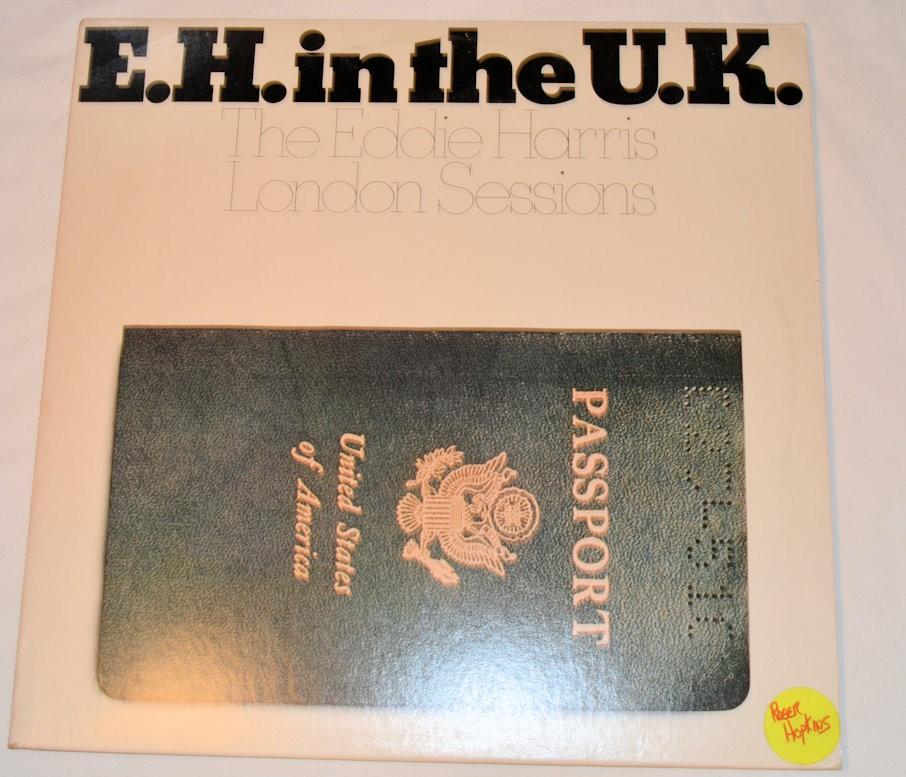 E.H. in the U.K.
The Eddie Harris
London Sessions
PASSPORT
United States
of America
Roger
Hopkins